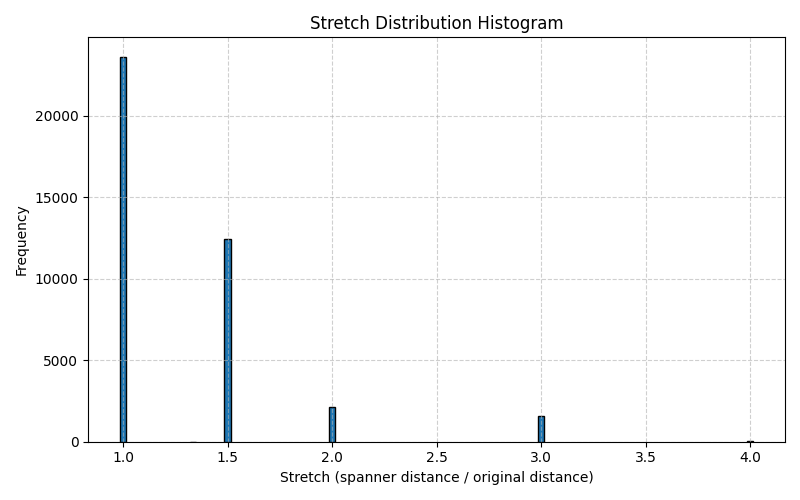 Stretch Distribution Histogram
Frequency
20000
15000
10000
5000
0
1.0 1.5 2.0 2.5 3.0 3.5 4.0
Stretch (spanner distance / original distance)